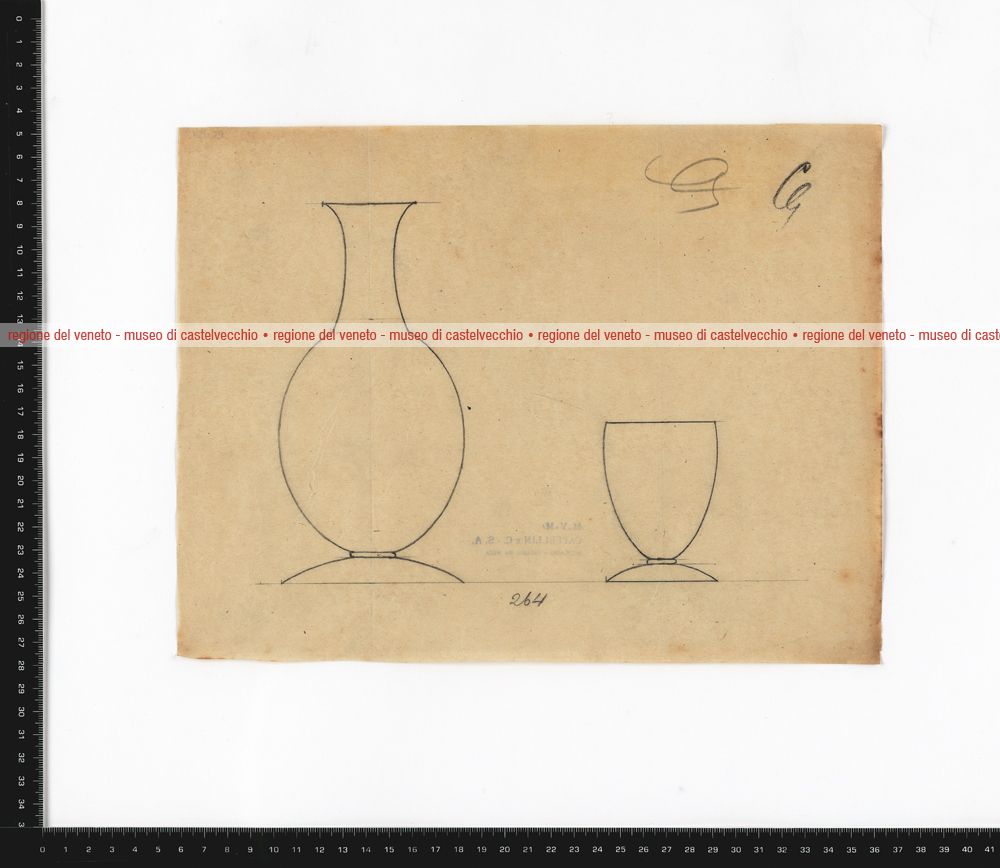 Cg
regione del veneto - museo di castelvecchio • regione del veneto - museo di castelvecchio • regione del veneto - museo di castelvecchio • regione del veneto - museo di cast
M.V.M.
CAPPELLIN & C. - S.A.
264
0 1 2 3 4 5 6 7 8 9 10 11 12 13 15 16 17 18 19 20 21 22 23 24 25 26 27 28 29 30 31 32 33 34 3
0 1 2 3 4 5 6 7 8 9 10 11 12 13 14 15 16 17 18 19 20 21 22 23 24 25 26 27 28 29 30 31 32 33 34 35 36 37 38 39 40 41